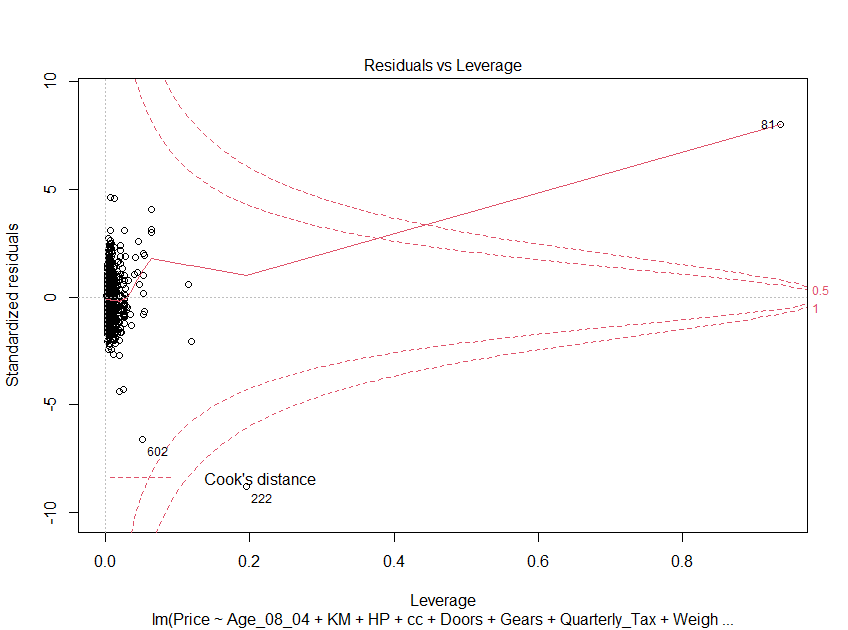 Residuals vs Leverage
10
5
0
-5
-10
Standardized residuals
81
0.5
1
602
Cook's distance
222
0.0 0.2 0.4 0.6 0.8
Leverage
lm(Price ~ Age_08_04 + KM + HP + cc + Doors + Gears + Quarterly_Tax + Weigh ...